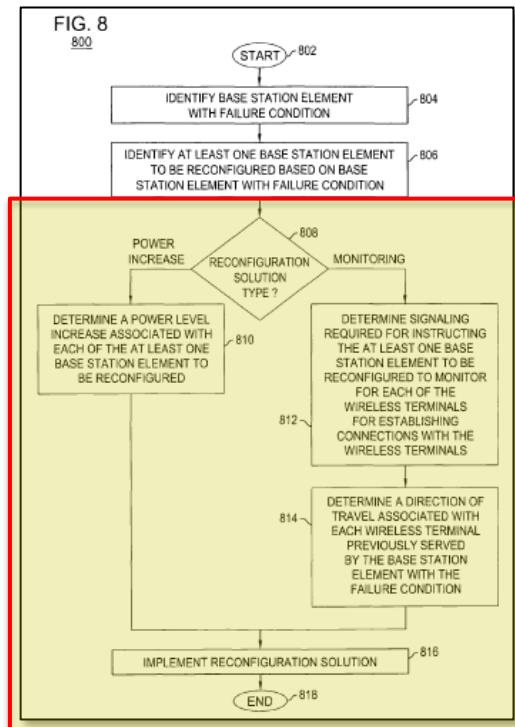 FIG. 8
800
START
802
IDENTIFY BASE STATION ELEMENT
WITH FAILURE CONDITION
804
IDENTIFY AT LEAST ONE BASE STATION ELEMENT
TO BE RECONFIGURED BASED ON BASE
STATION ELEMENT WITH FAILURE CONDITION
806
808
POWER
INCREASE
RECONFIGURATION
SOLUTION
TYPE ?
MONITORING
DETERMINE A POWER LEVEL
INCREASE ASSOCIATED WITH
EACH OF THE AT LEAST ONE
BASE STATION ELEMENT TO
BE RECONFIGURED
810
DETERMINE SIGNALING
REQUIRED FOR INSTRUCTING
THE AT LEAST ONE BASE
STATION ELEMENT TO BE
RECONFIGURED TO MONITOR
FOR EACH OF THE
WIRELESS TERMINALS
FOR ESTABLISHING
CONNECTIONS WITH THE
WIRELESS TERMINALS
812
DETERMINE A DIRECTION OF
TRAVEL ASSOCIATED WITH
EACH WIRELESS TERMINAL
PREVIOUSLY SERVED
BY THE BASE STATION
ELEMENT WITH THE
FAILURE CONDITION
814
IMPLEMENT RECONFIGURATION SOLUTION
816
END
818